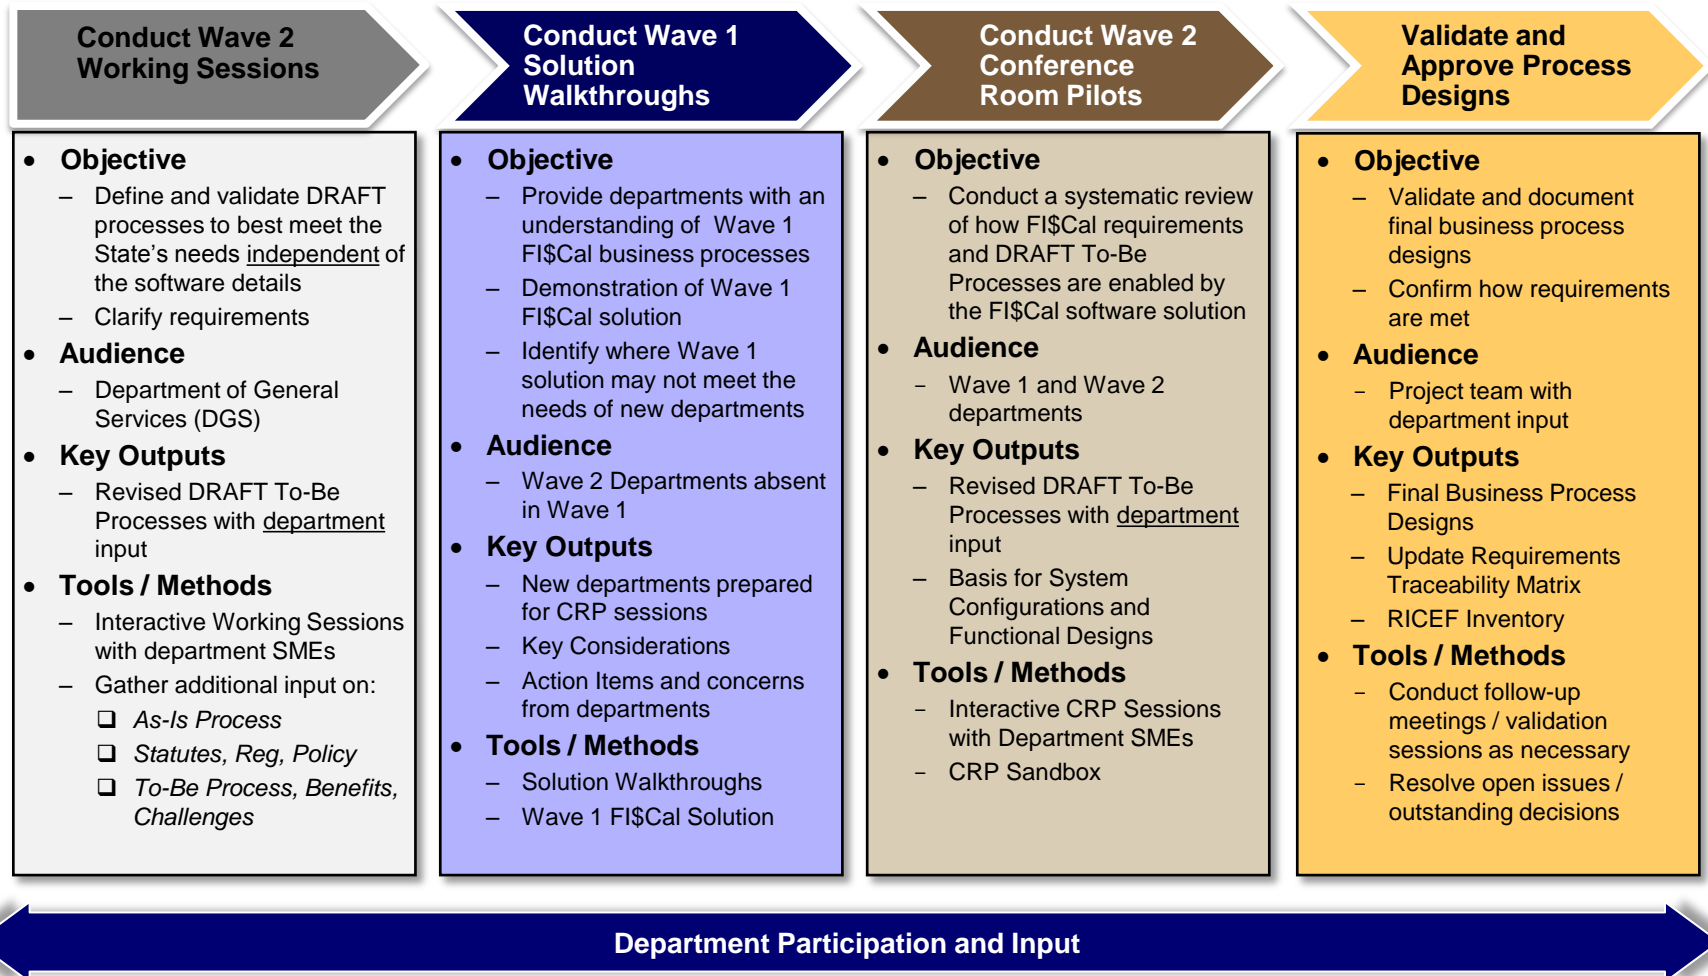 Conduct Wave 2
Working Sessions
• Objective
– Define and validate DRAFT
processes to best meet the
State’s needs independent of
the software details
– Clarify requirements
• Audience
– Department of General
Services (DGS)
• Key Outputs
– Revised DRAFT To-Be
Processes with department
input
• Tools / Methods
– Interactive Working Sessions
with department SMEs
– Gather additional input on:
❑ As-Is Process
❑ Statutes, Reg, Policy
❑ To-Be Process, Benefits,
Challenges
Conduct Wave 1
Solution
Walkthroughs
• Objective
– Provide departments with an
understanding of Wave 1
FI$Cal business processes
– Demonstration of Wave 1
FI$Cal solution
– Identify where Wave 1
solution may not meet the
needs of new departments
• Audience
– Wave 2 Departments absent
in Wave 1
• Key Outputs
– New departments prepared
for CRP sessions
– Key Considerations
– Action Items and concerns
from departments
• Tools / Methods
– Solution Walkthroughs
– Wave 1 FI$Cal Solution
Conduct Wave 2
Conference
Room Pilots
• Objective
– Conduct a systematic review
of how FI$Cal requirements
and DRAFT To-Be
Processes are enabled by
the FI$Cal software solution
• Audience
- Wave 1 and Wave 2
departments
• Key Outputs
– Revised DRAFT To-Be
Processes with department
input
– Basis for System
Configurations and
Functional Designs
• Tools / Methods
- Interactive CRP Sessions
with Department SMEs
- CRP Sandbox
Validate and
Approve Process
Designs
• Objective
– Validate and document
final business process
designs
– Confirm how requirements
are met
• Audience
- Project team with
department input
• Key Outputs
– Final Business Process
Designs
– Update Requirements
Traceability Matrix
– RICEF Inventory
• Tools / Methods
- Conduct follow-up
meetings / validation
sessions as necessary
- Resolve open issues /
outstanding decisions
Department Participation and Input